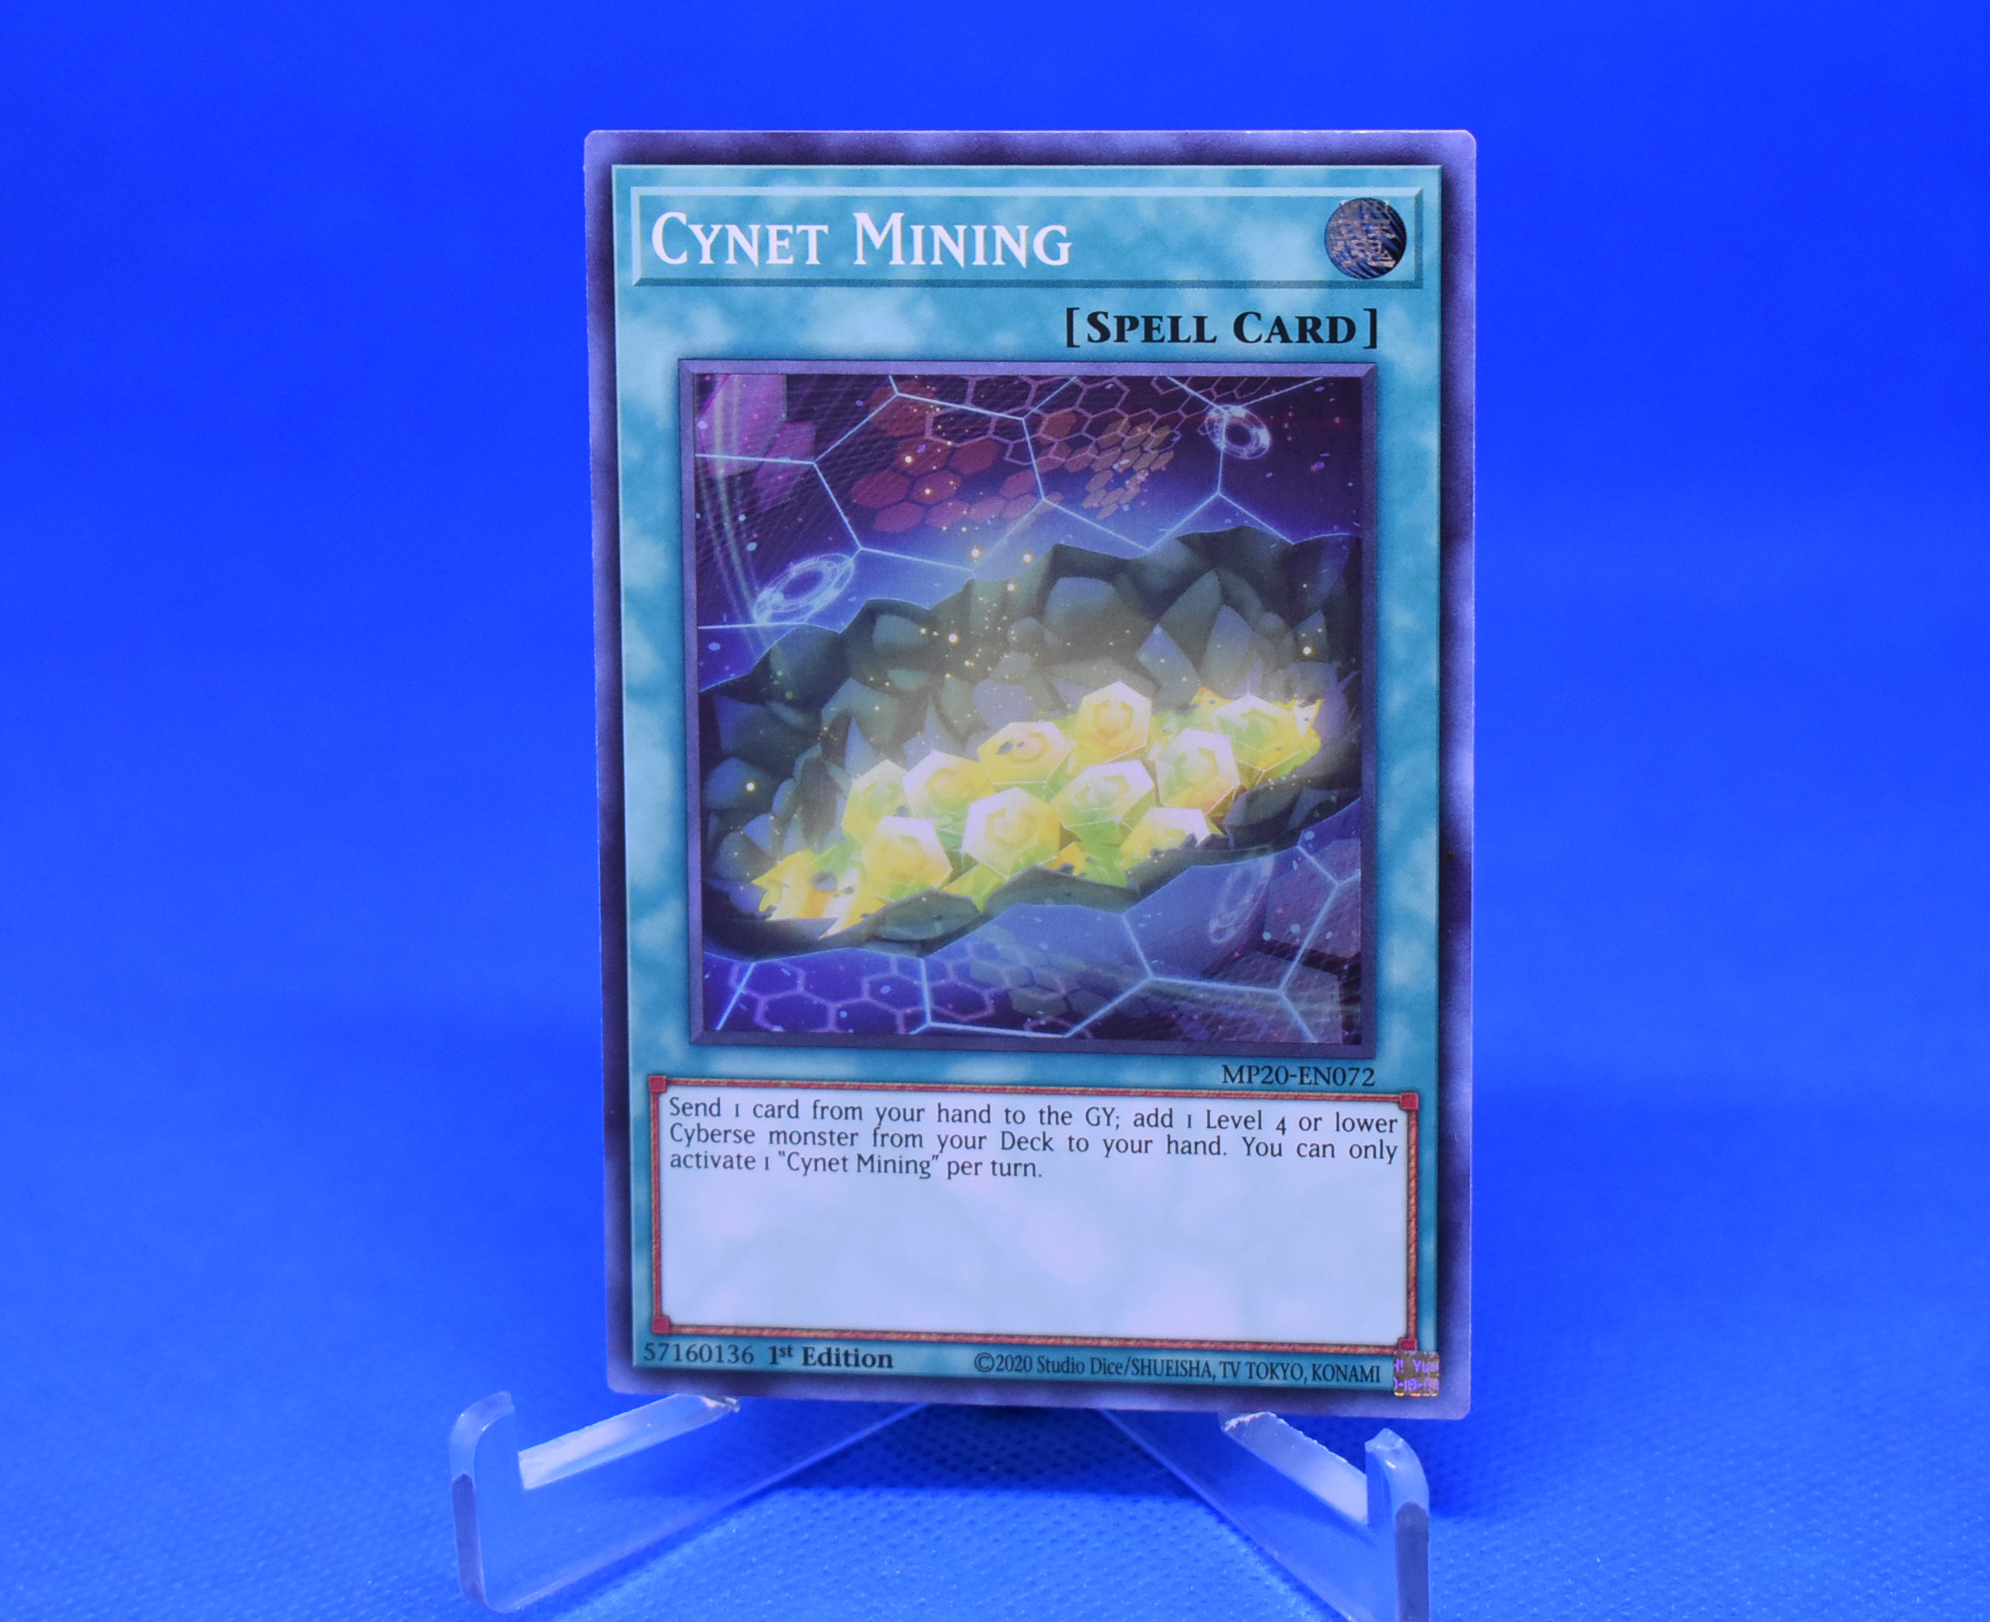 CYNET MINING
[SPELL CARD]
MP20-EN072
Send 1 card from your hand to the GY; add 1 Level 4 or lower
Cyberse monster from your Deck to your hand. You can only
activate 1 "Cynet Mining" per turn.
57160136 1st Edition ©2020 Studio Dice/SHUEISHA, TV TOKYO, KONAMI